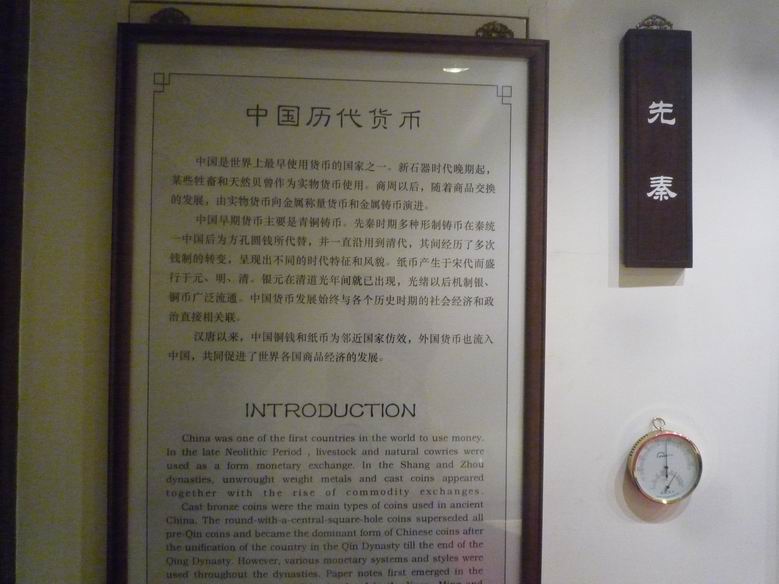 中国历代货币
中国是世界上最早使用货币的国家之一。新石器时代晚期起，
某些牲畜和天然贝曾作为实物货币使用。商周以后，随着商品交换
的发展，由实物货币向金属称量货币和金属铸币演进。
中国早期货币主要是青铜铸币。先秦时期多种形制铸币在秦统
一中国后为方孔圆钱所代替，并一直沿用到清代，其间经历了多次
钱制的转变，呈现出不同的时代特征和风貌。纸币产生于宋代而盛
行于元、明、清。银元在清道光年间就已出现，光绪以后机制银、
铜币广泛流通。中国货币发展始终与各个历史时期的社会经济和政
治直接相关联。
汉唐以来，中国铜钱和纸币为邻近国家仿效，外国货币也流入
中国，共同促进了世界各国商品经济的发展。
INTRODUCTION
China was one of the first countries in the world to use money.
In the late Neolithic Period , livestock and natural cowries were
used as a form monetary exchange. In the Shang and Zhou
dynasties, unwrought weight metals and cast coins appeared
together with the rise of commodity exchanges.
Cast bronze coins were the main types of coins used in ancient
China. The round-with-a-central-square-hole coins superseded all
pre-Qin coins and became the dominant form of Chinese coins after
the unification of the country in the Qin Dynasty till the end of the
Qing Dynasty. However, various monetary systems and styles were
used throughout the dynasties. Paper notes first emerged in the
先秦